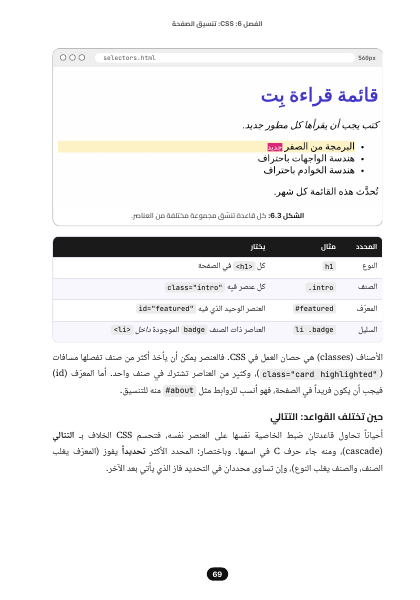 الفصل 6: CSS: تنسيق الصفحة
selectors.html
560px
قائمة قراءة بِت
كتب يجب أن يقرأها كل مطور جديد.
• البرمجة من الصفر جديد
• هندسة الواجهات باحتراف
• هندسة الخوادم باحتراف
تُحدَّث هذه القائمة كل شهر.
الشكل 6.3: كل قاعدة تنسّق مجموعة مختلفة من العناصر.
المحدد مثال يختار
النوع h1 كل <h1> في الصفحة
الصنف .intro كل عنصر فيه class="intro"
المعرّف #featured العنصر الوحيد الذي فيه id="featured"
السليل li .badge العناصر ذات الصنف badge الموجودة داخل <li>
الأصناف (classes) هي حصان العمل في CSS. فالعنصر يمكن أن يأخذ أكثر من صنف تفصلها مسافات
(class="card highlighted")، وكثير من العناصر تشترك في صنف واحد. أما المعرّف (id)
فيجب أن يكون فريداً في الصفحة، فهو أنسب للروابط مثل #about منه للتنسيق.
حين تختلف القواعد: التتالي
أحياناً تحاول قاعدتان ضبط الخاصية نفسها على العنصر نفسه، فتحسم CSS الخلاف بـ التتالي
(cascade)، ومنه جاء حرف C في اسمها. وباختصار: المحدد الأكثر تحديداً يفوز (المعرّف يغلب
الصنف، والصنف يغلب النوع)، وإن تساوى محددان في التحديد فاز الذي يأتي بعد الآخر.
69